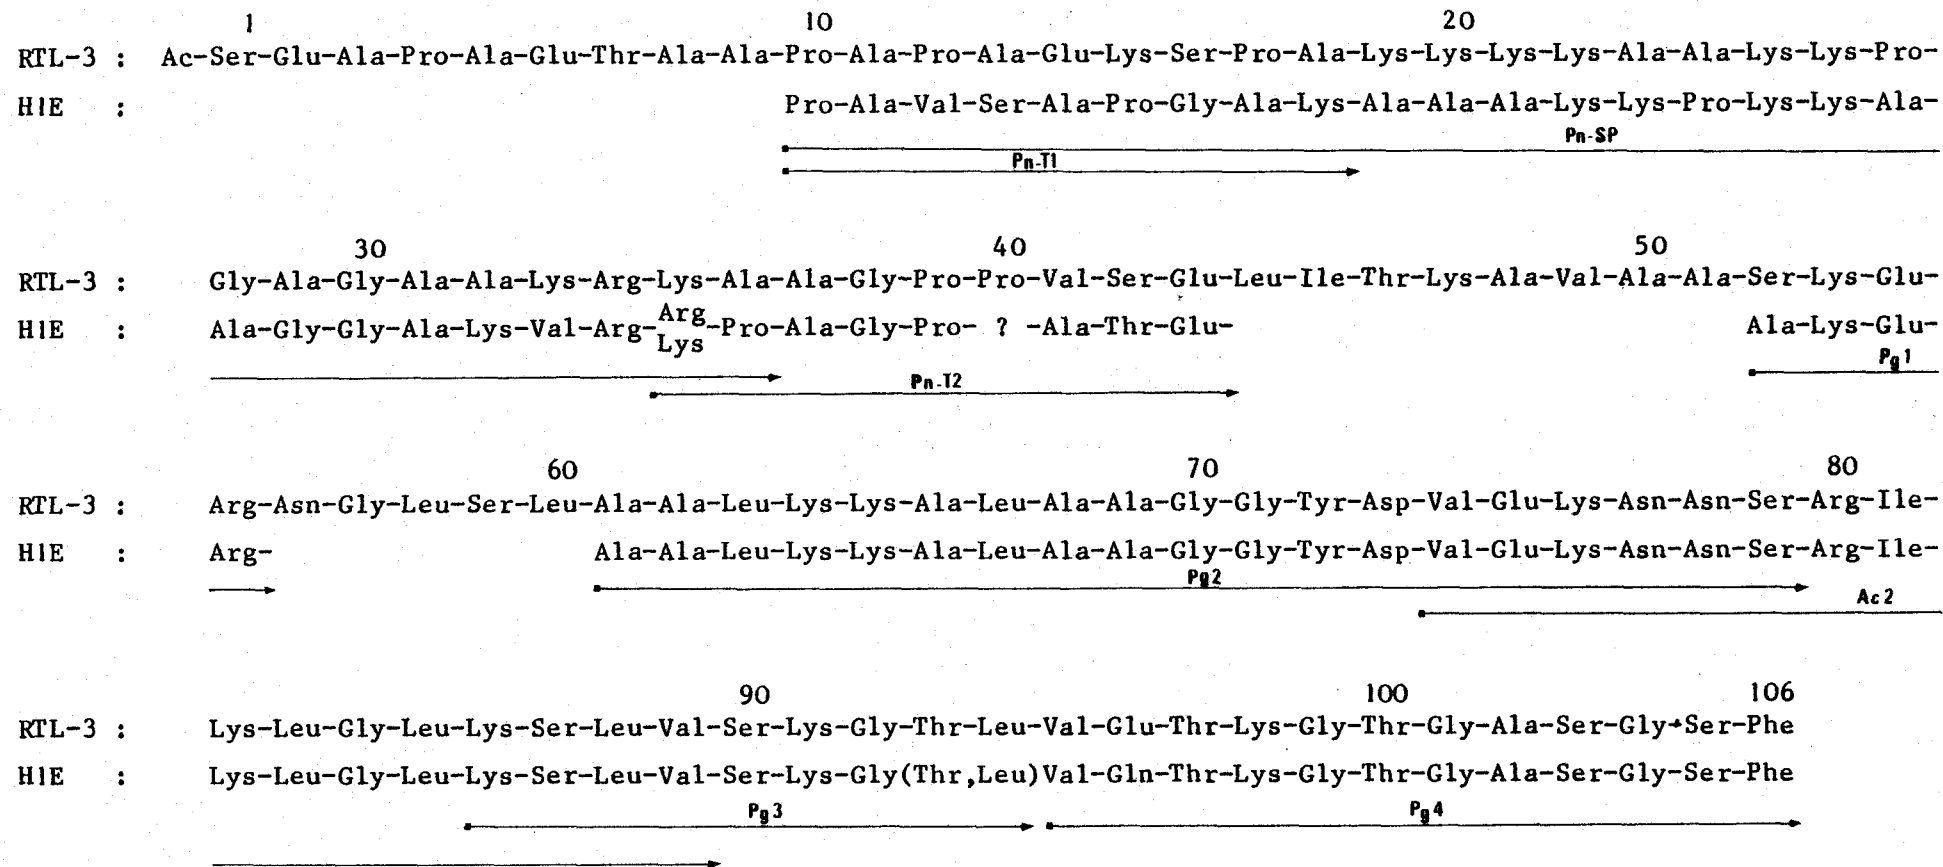 1 10 20
RTL-3 : Ac-Ser-Glu-Ala-Pro-Ala-Glu-Thr-Ala-Ala-Pro-Ala-Pro-Ala-Glu-Lys-Ser-Pro-Ala-Lys-Lys-Lys-Lys-Ala-Ala-Lys-Lys-Pro-
H1E : Pro-Ala-Val-Ser-Ala-Pro-Gly-Ala-Lys-Ala-Ala-Ala-Lys-Lys-Pro-Lys-Lys-Ala-
Pn-SP
Pn-T1
30 40 50
RTL-3 : Gly-Ala-Gly-Ala-Ala-Lys-Arg-Lys-Ala-Ala-Gly-Pro-Pro-Val-Ser-Glu-Leu-Ile-Thr-Lys-Ala-Val-Ala-Ala-Ser-Lys-Glu-
H1E : Ala-Gly-Gly-Ala-Lys-Val-Arg-Arg-Pro-Ala-Gly-Pro- ? -Ala-Thr-Glu- Ala-Lys-Glu-
Lys
Pn-T2 Pg1
60 70 80
RTL-3 : Arg-Asn-Gly-Leu-Ser-Leu-Ala-Ala-Leu-Lys-Lys-Ala-Leu-Ala-Ala-Gly-Gly-Tyr-Asp-Val-Glu-Lys-Asn-Asn-Ser-Arg-Ile-
H1E : Arg- Ala-Ala-Leu-Lys-Lys-Ala-Leu-Ala-Ala-Gly-Gly-Tyr-Asp-Val-Glu-Lys-Asn-Asn-Ser-Arg-Ile-
Pg2
Ac2
90 100 106
RTL-3 : Lys-Leu-Gly-Leu-Lys-Ser-Leu-Val-Ser-Lys-Gly-Thr-Leu-Val-Glu-Thr-Lys-Gly-Thr-Gly-Ala-Ser-Gly-Ser-Phe
H1E : Lys-Leu-Gly-Leu-Lys-Ser-Leu-Val-Ser-Lys-Gly(Thr,Leu)Val-Gln-Thr-Lys-Gly-Thr-Gly-Ala-Ser-Gly-Ser-Phe
Pg3 Pg4